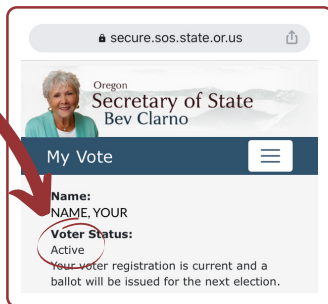 secure.sos.state.or.us
Oregon
Secretary of State
Bev Clarno
My Vote
Name:
NAME, YOUR
Voter Status:
Active
Your voter registration is current and a
ballot will be issued for the next election.